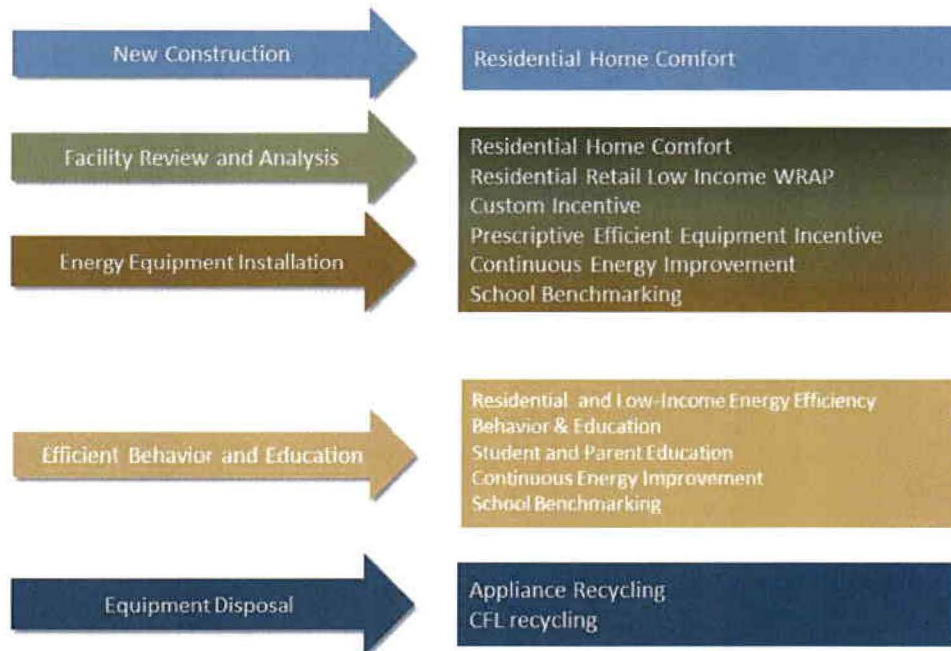 New Construction
Residential Home Comfort
Facility Review and Analysis
Energy Equipment Installation
Residential Home Comfort
Residential Retail Low Income WRAP
Custom Incentive
Prescriptive Efficient Equipment Incentive
Continuous Energy Improvement
School Benchmarking
Efficient Behavior and Education
Residential and Low-Income Energy Efficiency
Behavior & Education
Student and Parent Education
Continuous Energy Improvement
School Benchmarking
Equipment Disposal
Appliance Recycling
CFL recycling